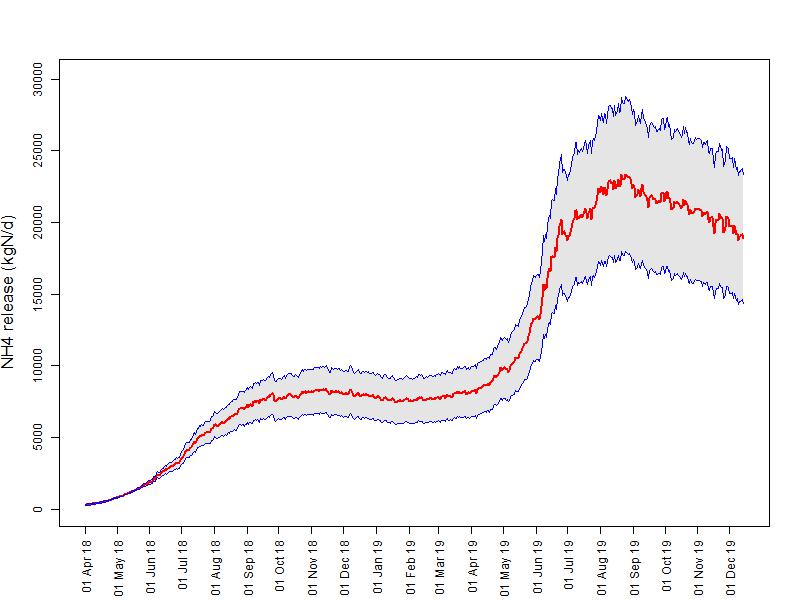 NH4 release (kgN/d)
30000
25000
20000
15000
10000
5000
0
01 Apr 18
01 May 18
01 Jun 18
01 Jul 18
01 Aug 18
01 Sep 18
01 Oct 18
01 Nov 18
01 Dec 18
01 Jan 19
01 Feb 19
01 Mar 19
01 Apr 19
01 May 19
01 Jun 19
01 Jul 19
01 Aug 19
01 Sep 19
01 Oct 19
01 Nov 19
01 Dec 19